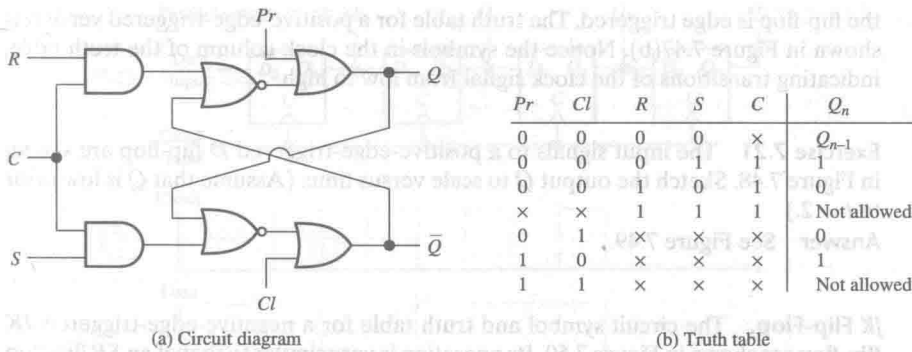 the flip-flop is edge triggered. The truth table for a positive-edge-triggered version is
shown in Figure 7.47(b). Notice the symbols in the clock column of the truth table,
indicating transitions of the clock signal from low to high.
Pr
R
Q
C
S
Q̄
Cl
Pr Cl R S C Qn
0 0 0 0 × Qn−1
0 0 0 1 1 1
0 0 1 0 1 0
× × 1 1 1 Not allowed
0 1 × × × 0
1 0 × × × 1
1 1 × × × Not allowed
Exercise 7.21 The input signals to a positive-edge-triggered D flip-flop are
in Figure 7.48. Sketch the output Q to scale versus time. (Assume that Q is low
Answer See Figure 7.49.
(a) Circuit diagram
(b) Truth table
JK Flip-Flop. The circuit symbol and truth table for a negative-edge-triggered JK